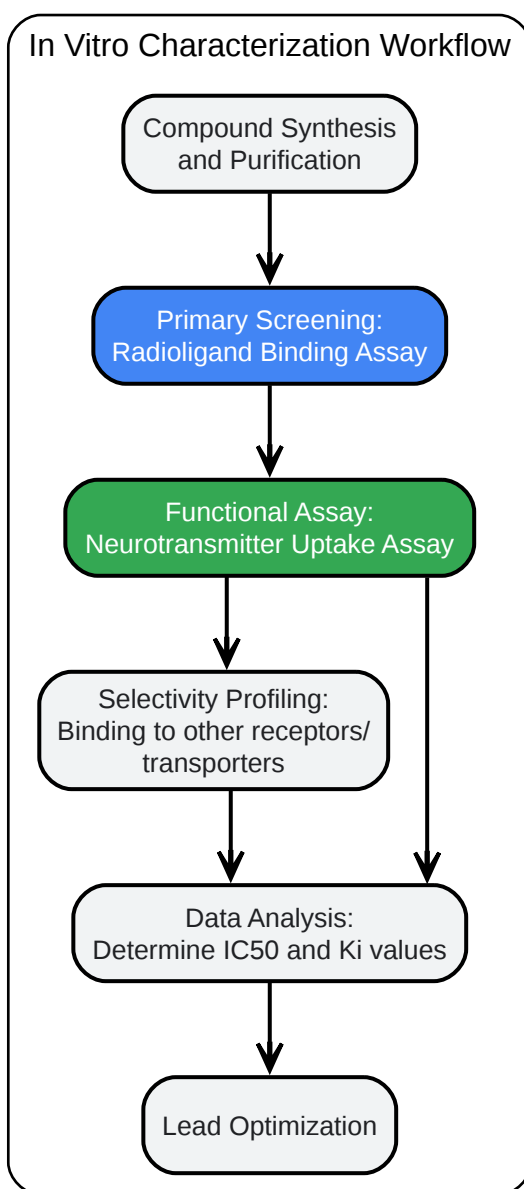 In Vitro Characterization Workflow
Compound Synthesis
and Purification
Primary Screening:
Radioligand Binding Assay
Functional Assay:
Neurotransmitter Uptake Assay
Selectivity Profiling:
Binding to other receptors/
transporters
Data Analysis:
Determine IC50 and Ki values
Lead Optimization